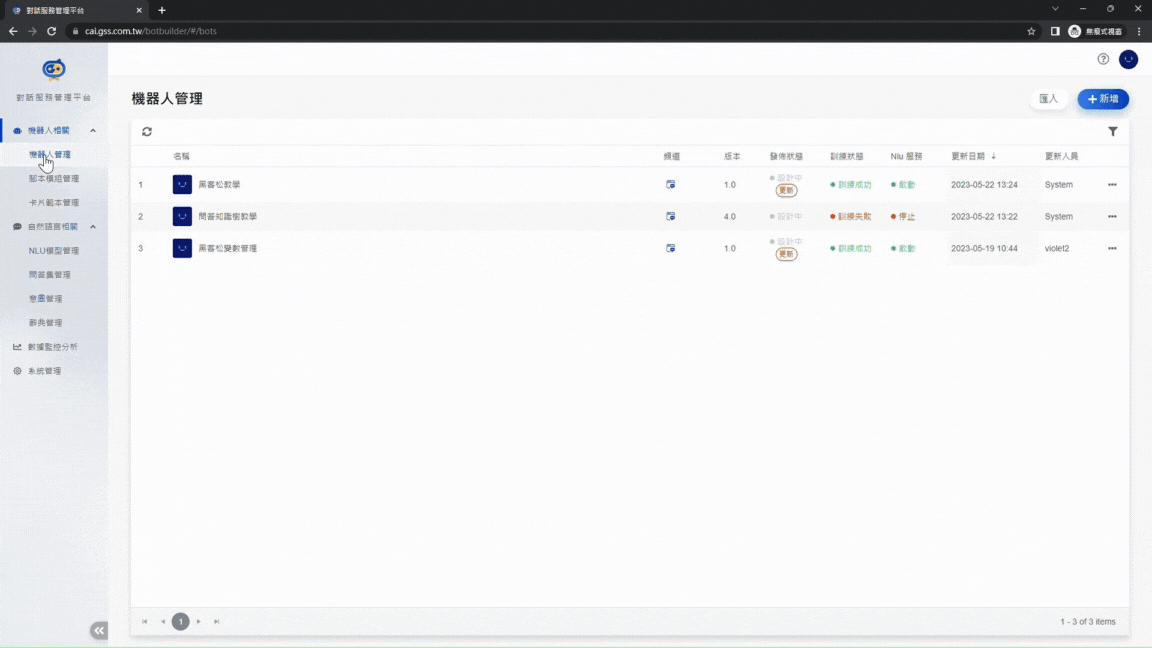 對話服務管理平台
cai.gss.com.tw/botbuilder/#/bots
無痕式視窗
對話服務管理平台
機器人相關
機器人管理
腳本模組管理
卡片範本管理
自然語言相關
NLU模型管理
問答集管理
意圖管理
辭典管理
數據監控分析
系統管理
機器人管理
匯入
新增
名稱 頻道 版本 發佈狀態 訓練狀態 Nlu 服務 更新日期 更新人員
1 黑客松教學 1.0 設計中 更新 訓練成功 啟動 2023-05-22 13:24 System
2 問答知識樹教學 4.0 設計中 訓練失敗 停止 2023-05-22 13:22 System
3 黑客松變數管理 1.0 設計中 更新 訓練成功 啟動 2023-05-19 10:44 violet2
1
1 - 3 of 3 items